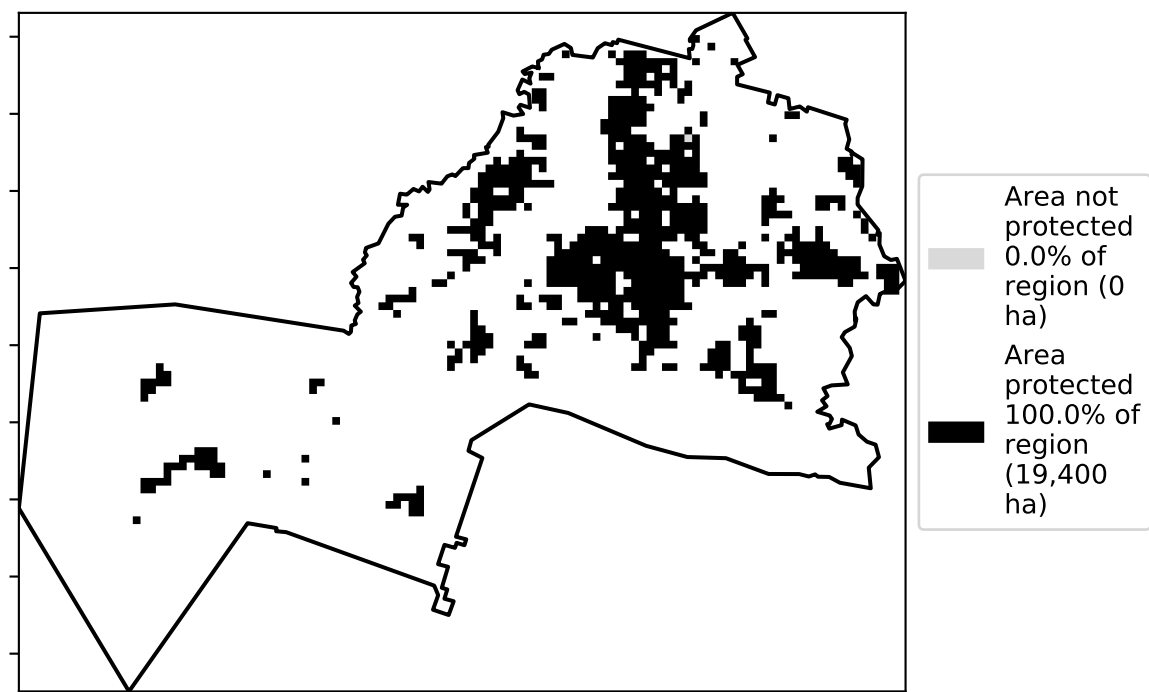 Area not
protected
0.0% of
region (0
ha)
Area
protected
100.0% of
region
(19,400
ha)